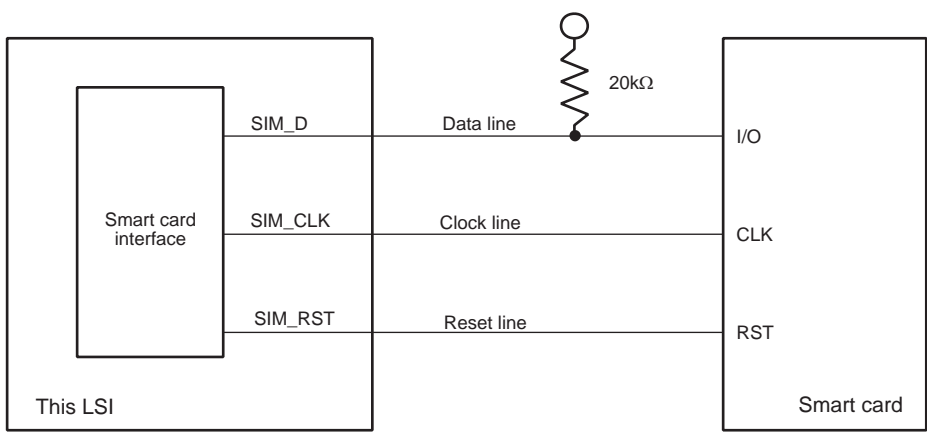 20kΩ
SIM_D
Data line
I/O
Smart card
interface
SIM_CLK
Clock line
CLK
SIM_RST
Reset line
RST
This LSI
Smart card